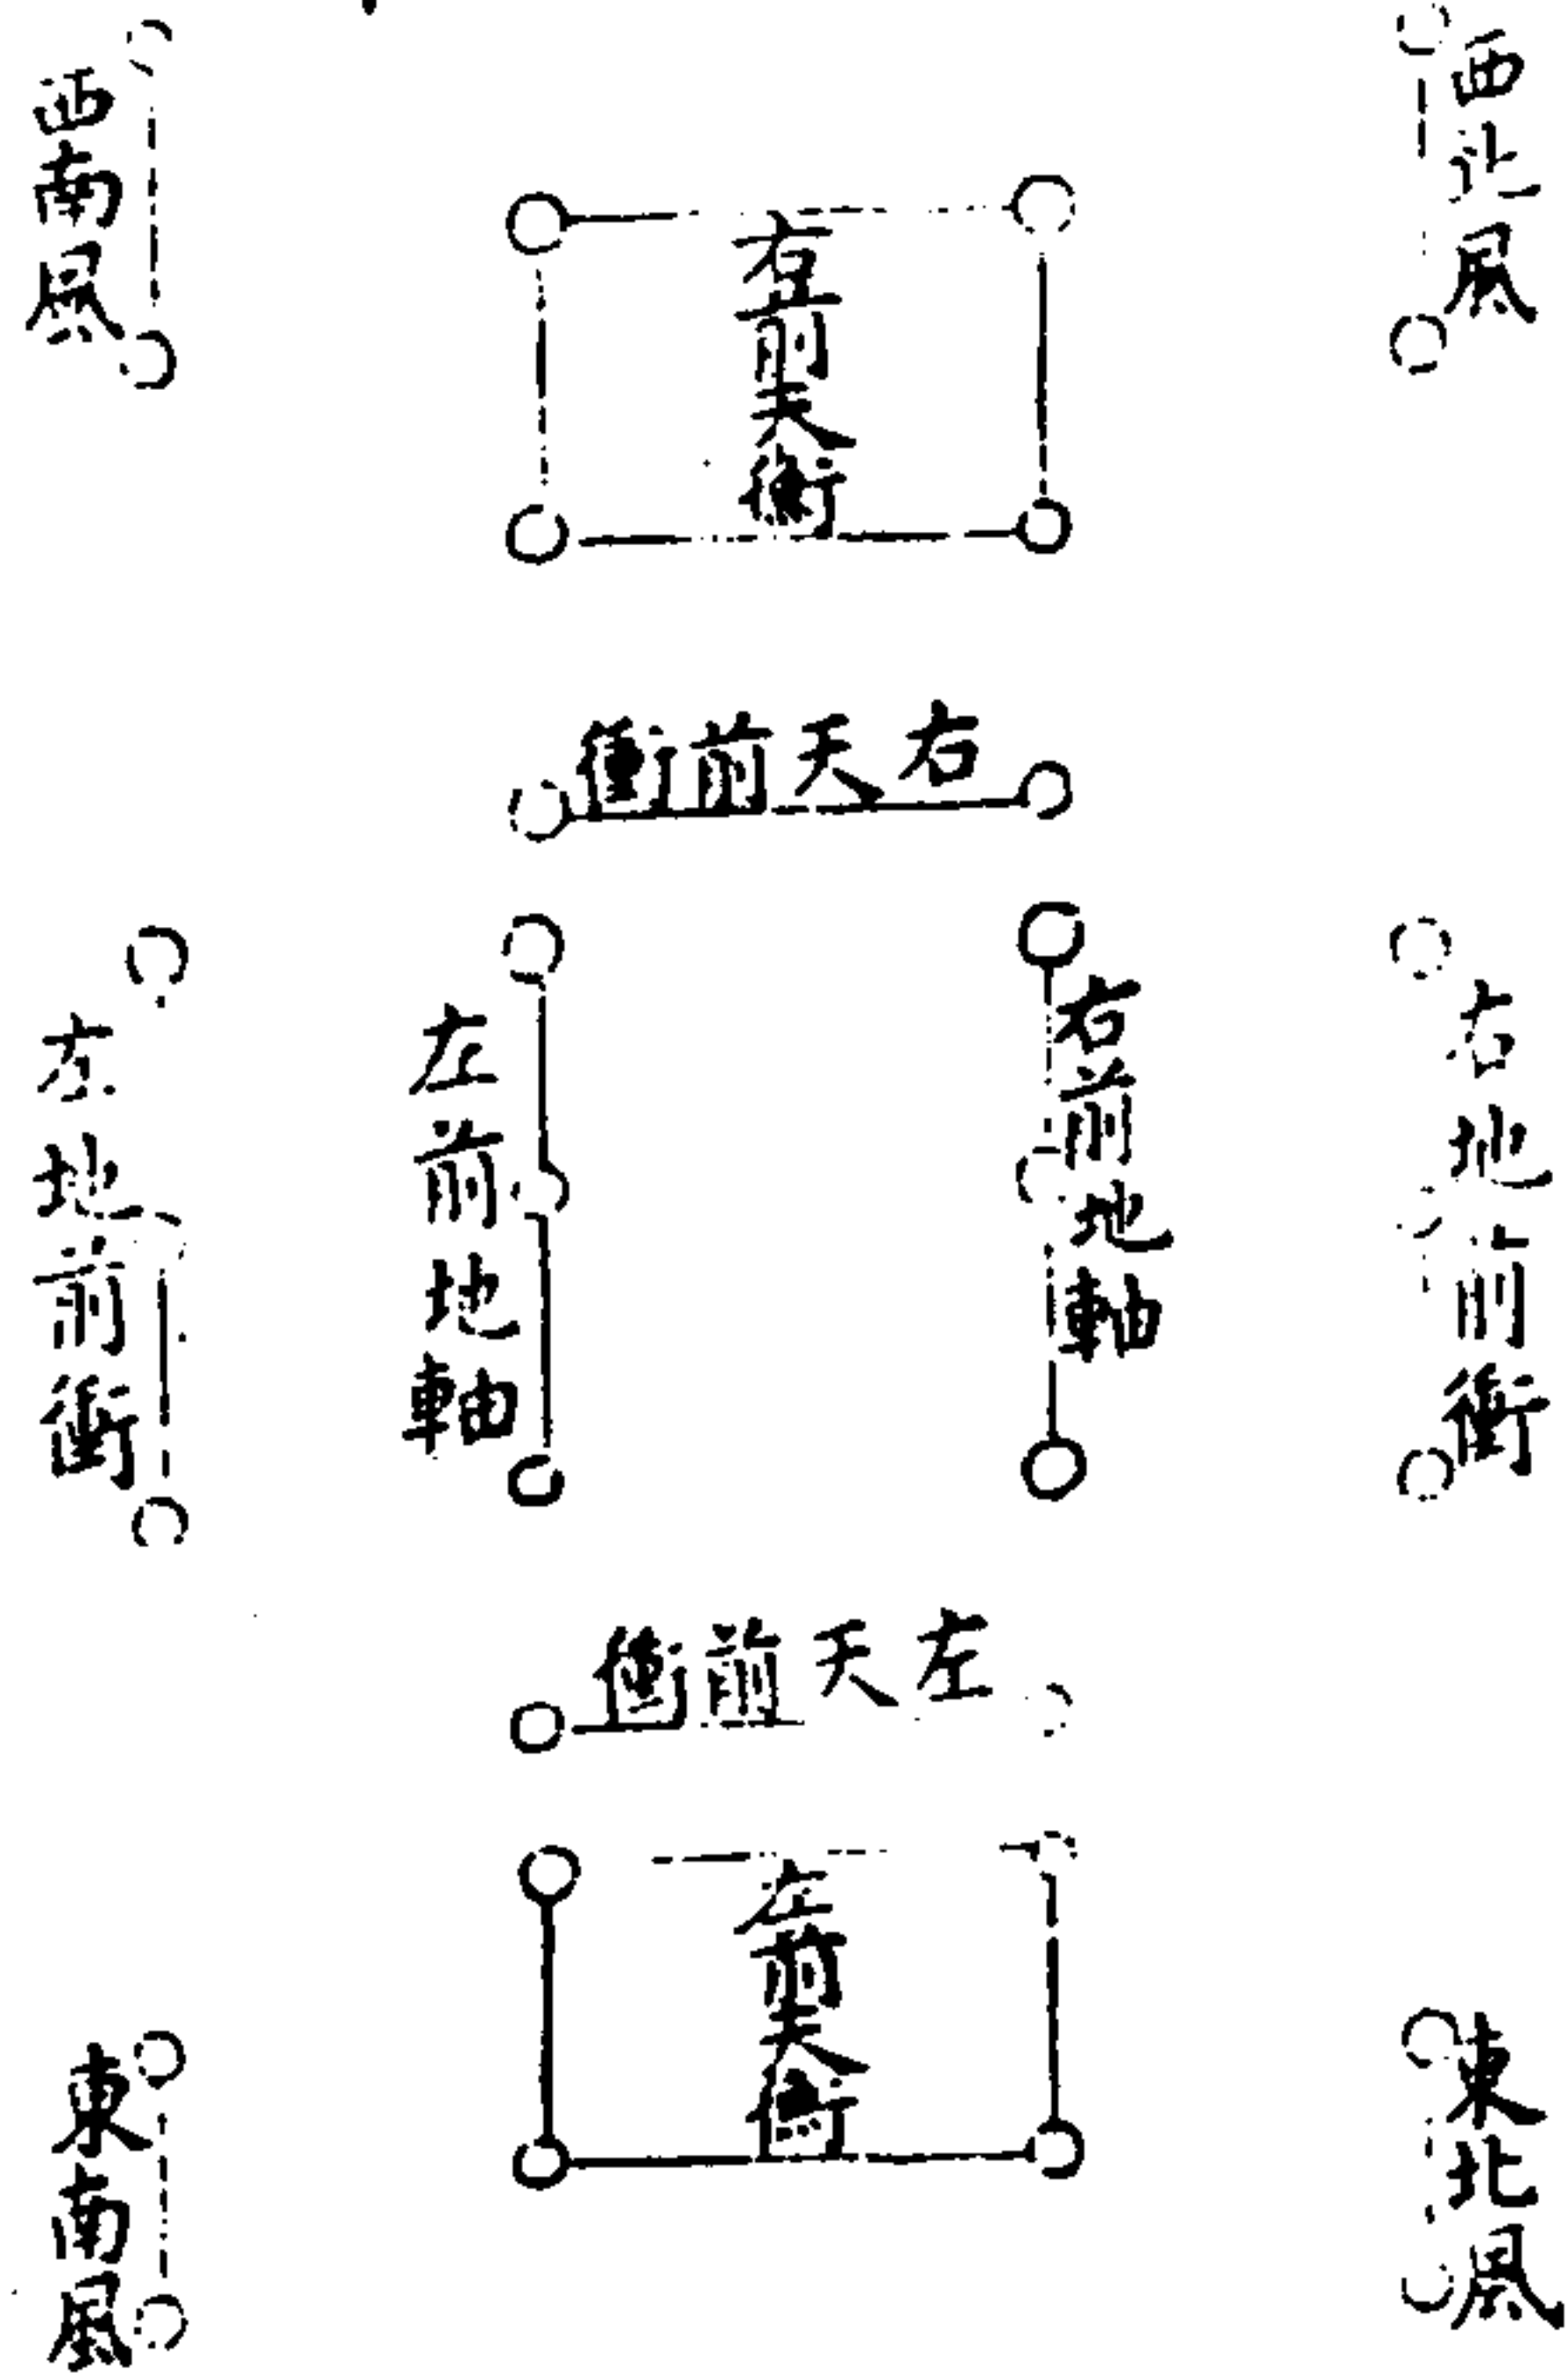 西北風
右前天衡
西南風
右天前衝
右地前衝
右前地軸
左前地軸
左地前衝
左天前衝
東北風
左前天衡
東南風